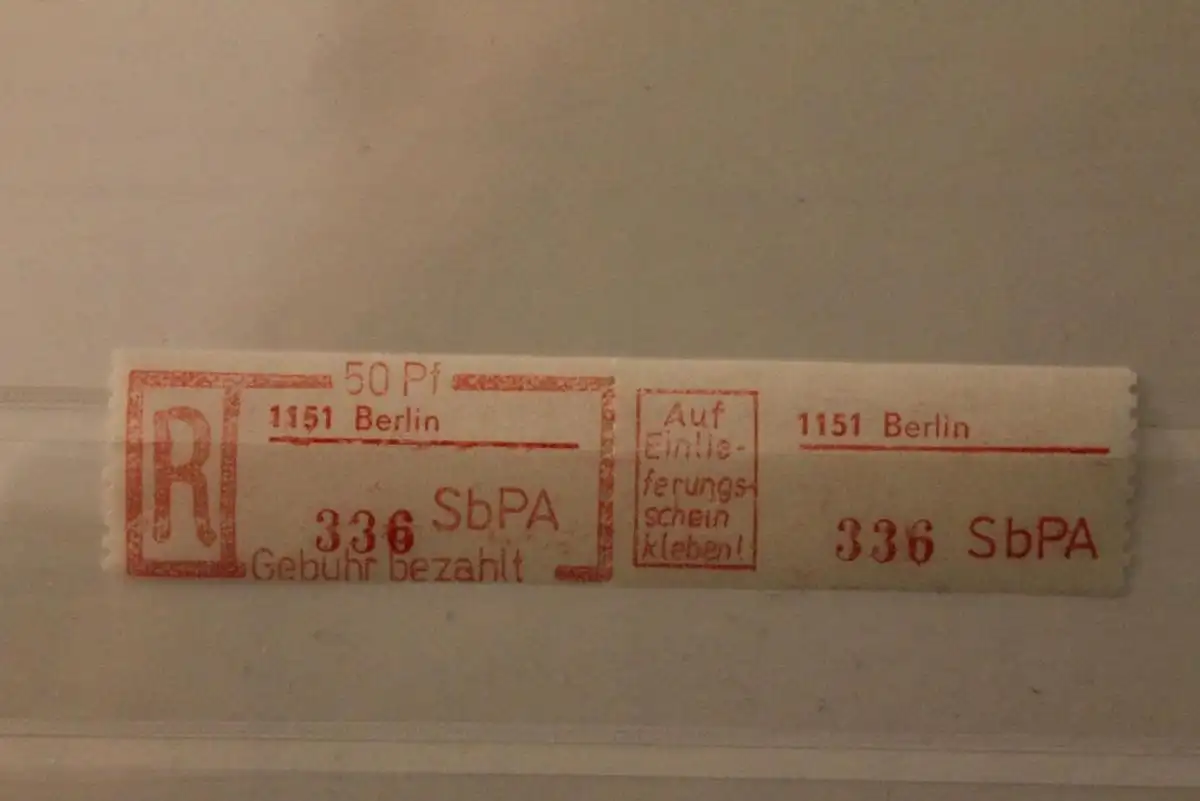 50 Pf
R
1151 Berlin
336 SbPA
Gebühr bezahlt
Auf
Einlie-
ferungs-
schein
kleben!
1151 Berlin
336 SbPA